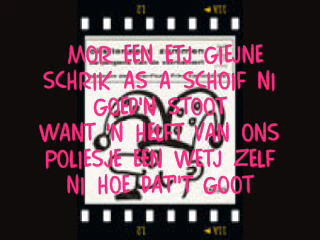 MOR EEN ETJ GIEJNE
SCHRIK AS A SCHOIF NI
GOED'N STOOT
WANT 'N HELFT VAN ONS
POLIESJE EEN WETJ ZELF
NI HOE DAT'T GOOT